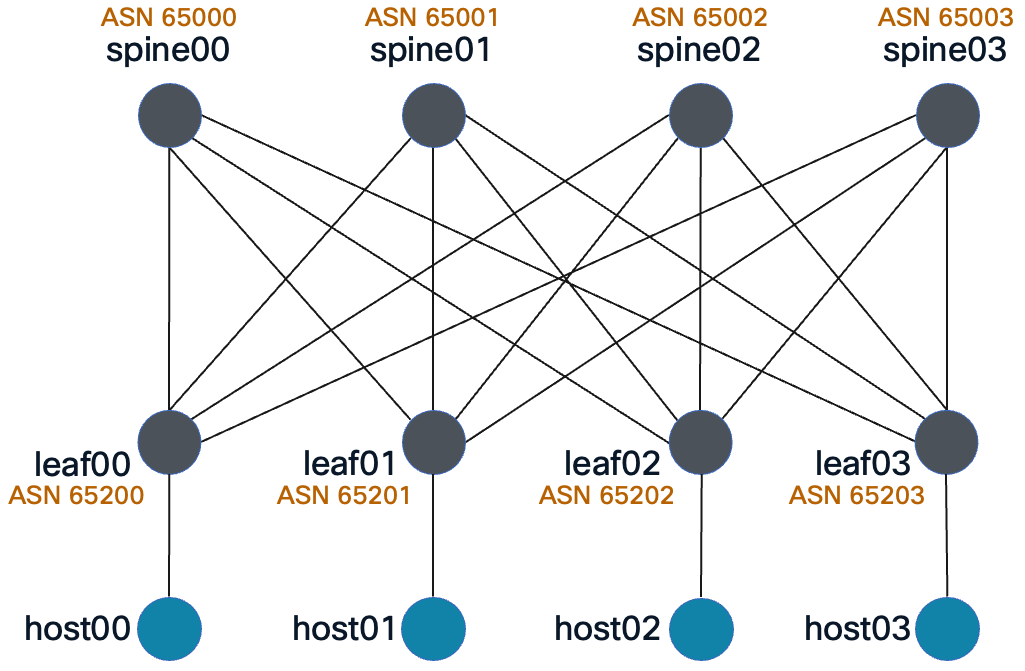 ASN 65000
spine00
ASN 65001
spine01
ASN 65002
spine02
ASN 65003
spine03
leaf00
ASN 65200
leaf01
ASN 65201
leaf02
ASN 65202
leaf03
ASN 65203
host00
host01
host02
host03